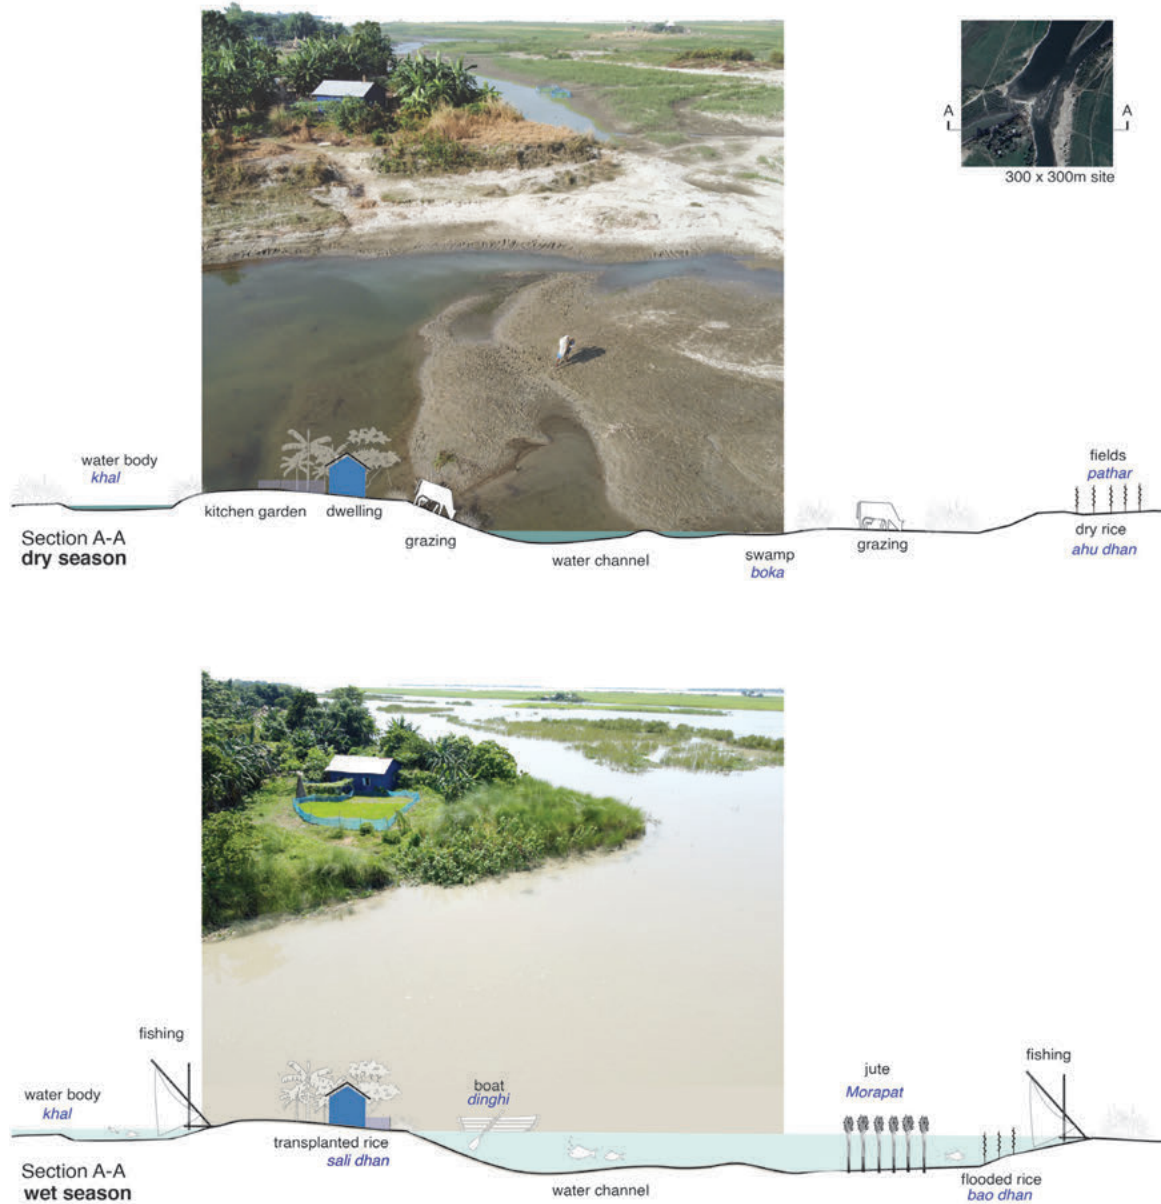 A A
300 x 300m site
water body
khal
kitchen garden
dwelling
grazing
water channel
swamp
boka
grazing
fields
pathar
dry rice
ahu dhan
Section A-A
dry season
fishing
water body
khal
transplanted rice
sali dhan
boat
dinghi
water channel
jute
Morapat
fishing
flooded rice
bao dhan
Section A-A
wet season